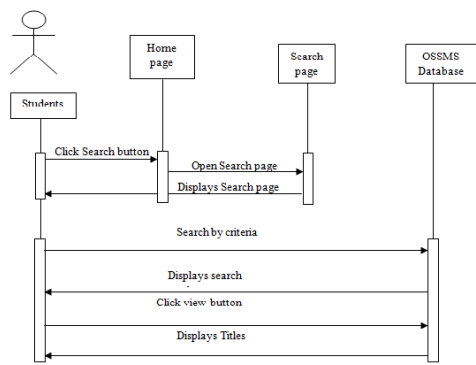 Home
page
Search
page
OSSMS
Database
Students
Click Search button
Open Search page
Displays Search page
Search by criteria
Displays search
Click view button
Displays Titles